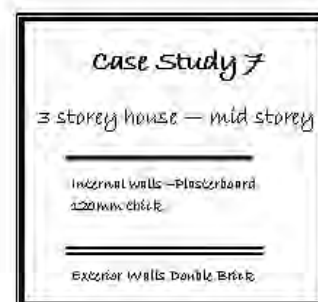 Case Study 7
3 storey house — mid storey
Internal walls - Plasterboard
120mm thick
Exterior Walls Double Brick